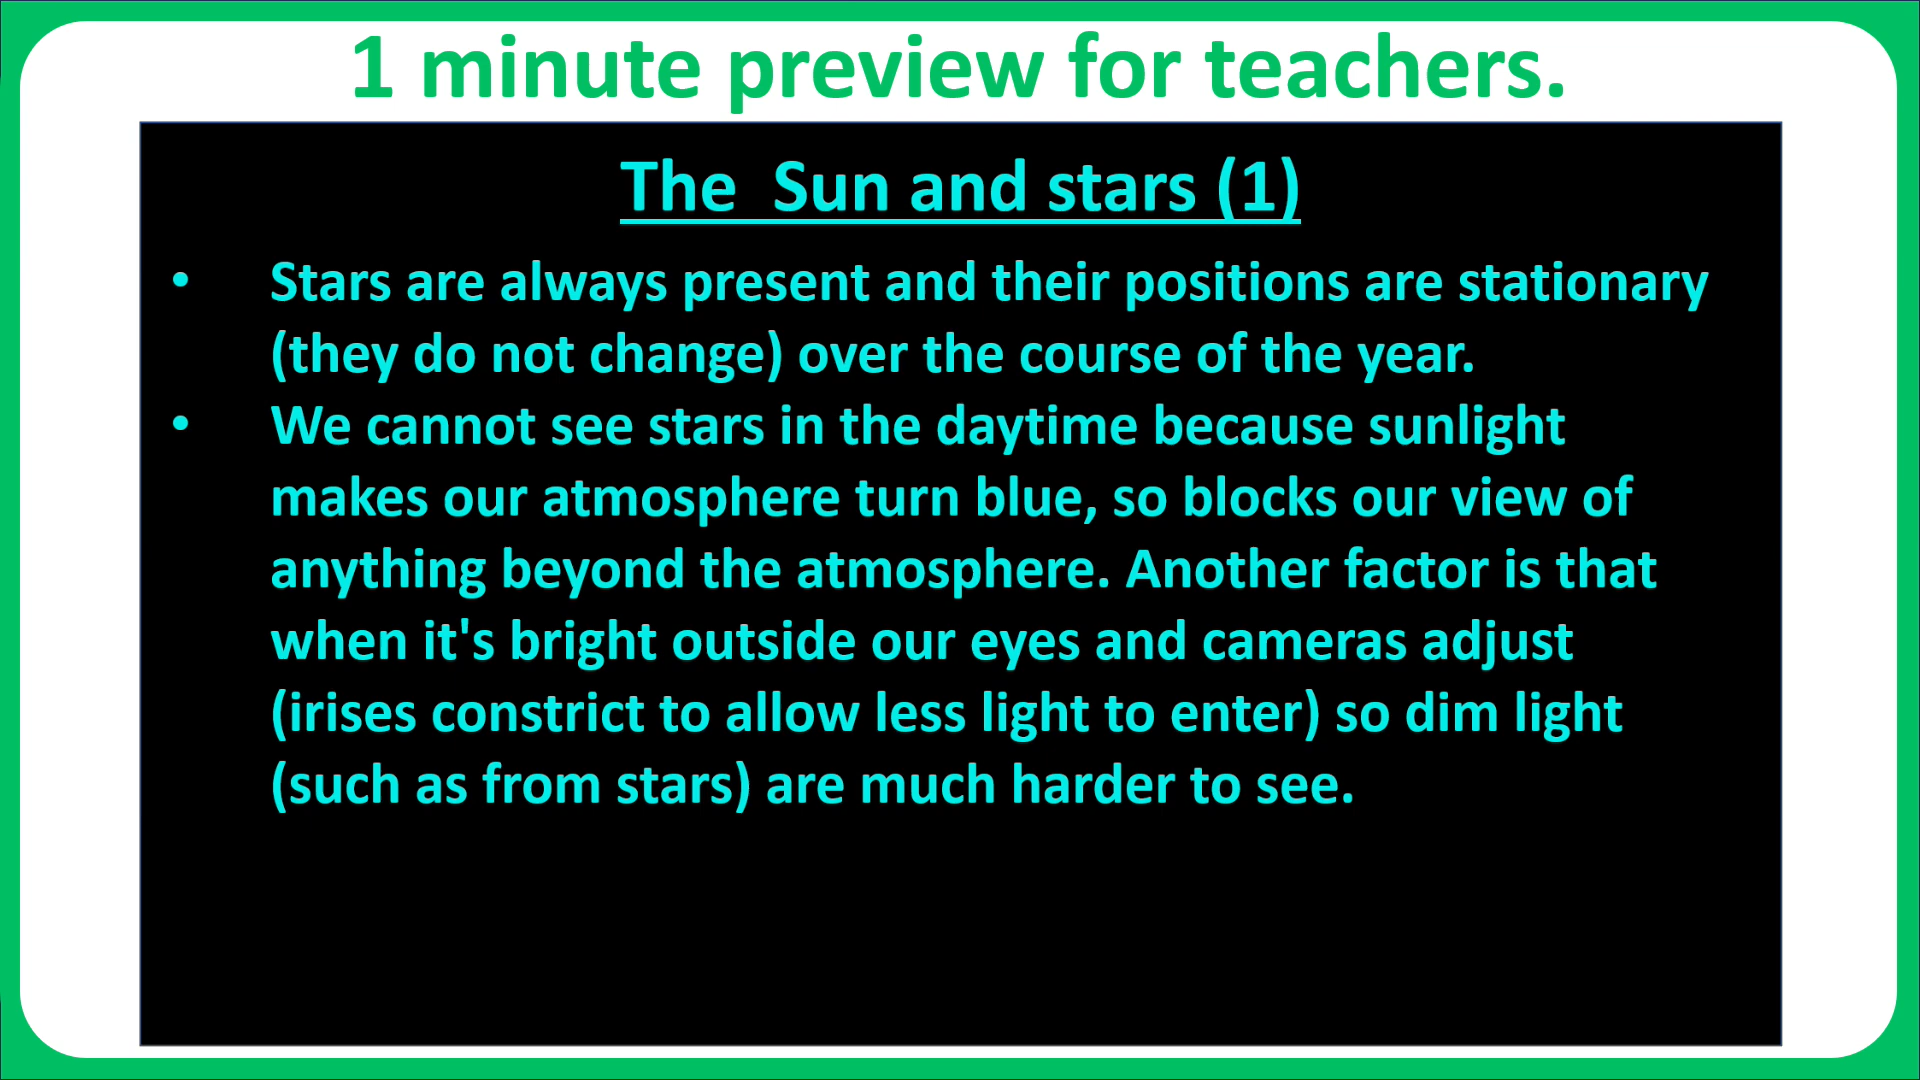 1 minute preview for teachers.
The  Sun and stars (1)
• Stars are always present and their positions are stationary
(they do not change) over the course of the year.
• We cannot see stars in the daytime because sunlight
makes our atmosphere turn blue, so blocks our view of
anything beyond the atmosphere. Another factor is that
when it's bright outside our eyes and cameras adjust
(irises constrict to allow less light to enter) so dim light
(such as from stars) are much harder to see.